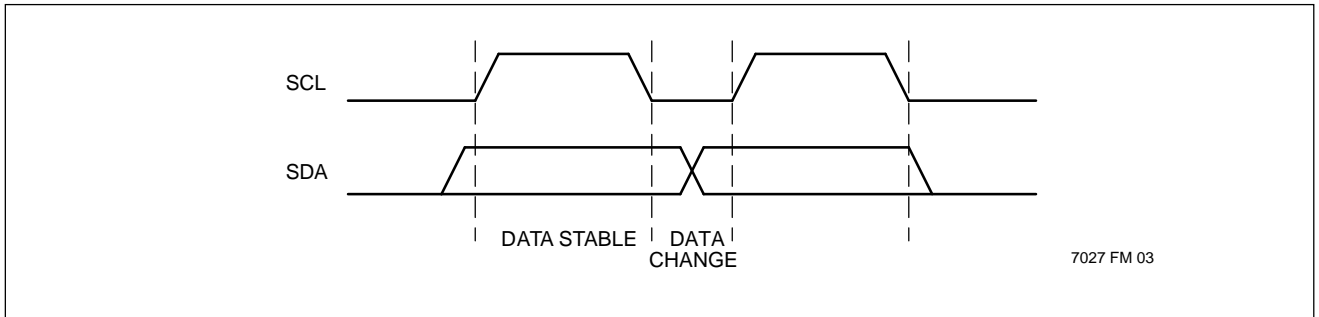 SCL
SDA
DATA STABLE
DATA
CHANGE
7027 FM 03